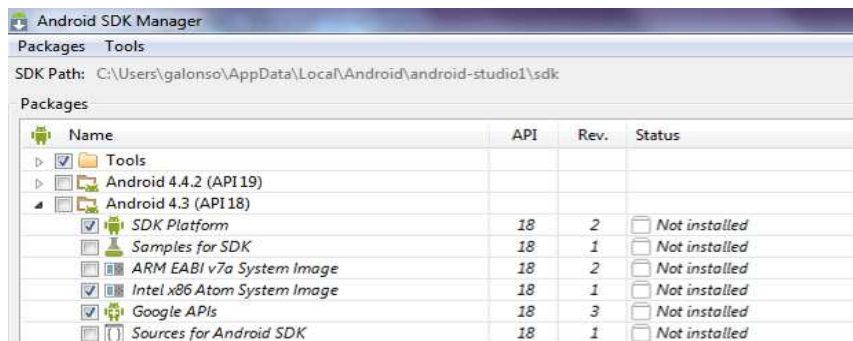 Android SDK Manager
Packages Tools
SDK Path: C:\Users\galonso\AppData\Local\Android\android-studio1\sdk
Packages
Name API Rev. Status
Tools
Android 4.4.2 (API 19)
Android 4.3 (API 18)
SDK Platform 18 2 Not installed
Samples for SDK 18 1 Not installed
ARM EABI v7a System Image 18 2 Not installed
Intel x86 Atom System Image 18 1 Not installed
Google APIs 18 3 Not installed
Sources for Android SDK 18 1 Not installed